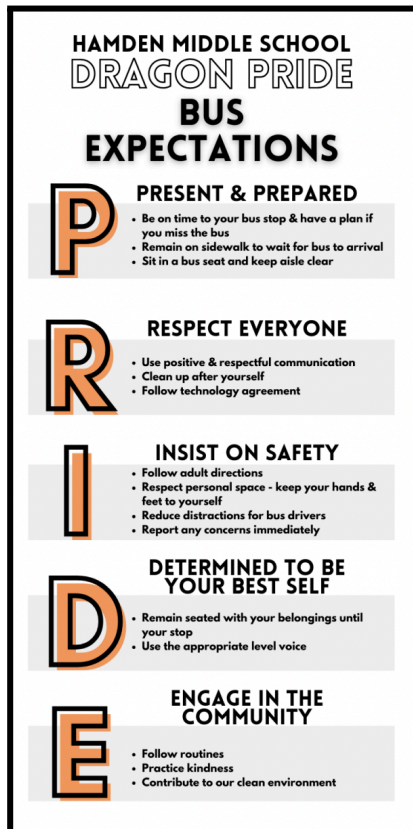 HAMDEN MIDDLE SCHOOL
DRAGON PRIDE
BUS
EXPECTATIONS
P
PRESENT & PREPARED
• Be on time to your bus stop & have a plan if
you miss the bus
• Remain on sidewalk to wait for bus to arrival
• Sit in a bus seat and keep aisle clear
R
RESPECT EVERYONE
• Use positive & respectful communication
• Clean up after yourself
• Follow technology agreement
I
INSIST ON SAFETY
• Follow adult directions
• Respect personal space - keep your hands &
feet to yourself
• Reduce distractions for bus drivers
• Report any concerns immediately
D
DETERMINED TO BE
YOUR BEST SELF
• Remain seated with your belongings until
your stop
• Use the appropriate level voice
E
ENGAGE IN THE
COMMUNITY
• Follow routines
• Practice kindness
• Contribute to our clean environment